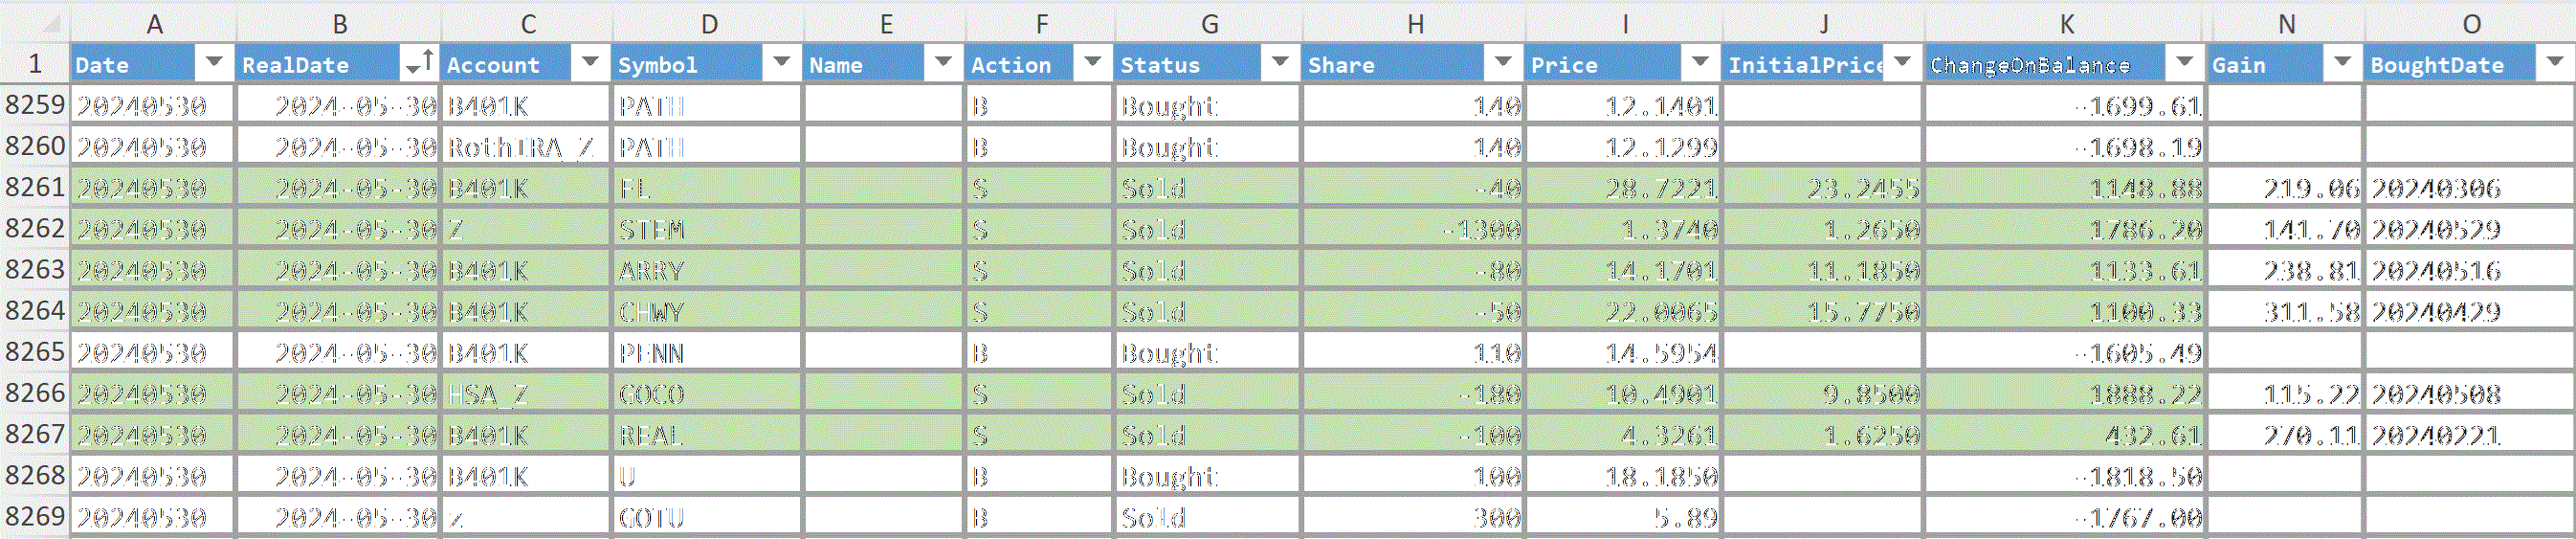 A B C D E F G H I J K N O
1 Date RealDate Account Symbol Name Action Status Share Price InitialPrice ChangeOnBalance Gain BoughtDate
8259 20240530 2024-05-30 B401K PATH B Bought 140 12.1401 -1699.61
8260 20240530 2024-05-30 RothIRA_Z PATH B Bought 140 12.1299 -1698.19
8261 20240530 2024-05-30 B401K FL S Sold -40 28.7221 23.2455 1148.88 219.06 20240306
8262 20240530 2024-05-30 Z STEM S Sold -1300 1.3740 1.2650 1786.20 141.70 20240529
8263 20240530 2024-05-30 B401K ARRY S Sold -80 14.1701 11.1850 1133.61 238.81 20240516
8264 20240530 2024-05-30 B401K CHWY S Sold -50 22.0065 15.7750 1100.33 311.58 20240429
8265 20240530 2024-05-30 B401K PENN B Bought 110 14.5954 -1605.49
8266 20240530 2024-05-30 HSA_Z GOCO S Sold -180 10.4901 9.8500 1888.22 115.22 20240508
8267 20240530 2024-05-30 B401K REAL S Sold -100 4.3261 1.6250 432.61 270.11 20240221
8268 20240530 2024-05-30 B401K U B Bought 100 18.1850 -1818.50
8269 20240530 2024-05-30 z GOTU B Sold 300 5.89 -1767.00